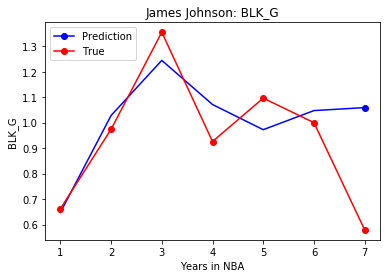 James Johnson: BLK_G
Prediction
True
BLK_G
1.3
1.2
1.1
1.0
0.9
0.8
0.7
0.6
1 2 3 4 5 6 7
Years in NBA